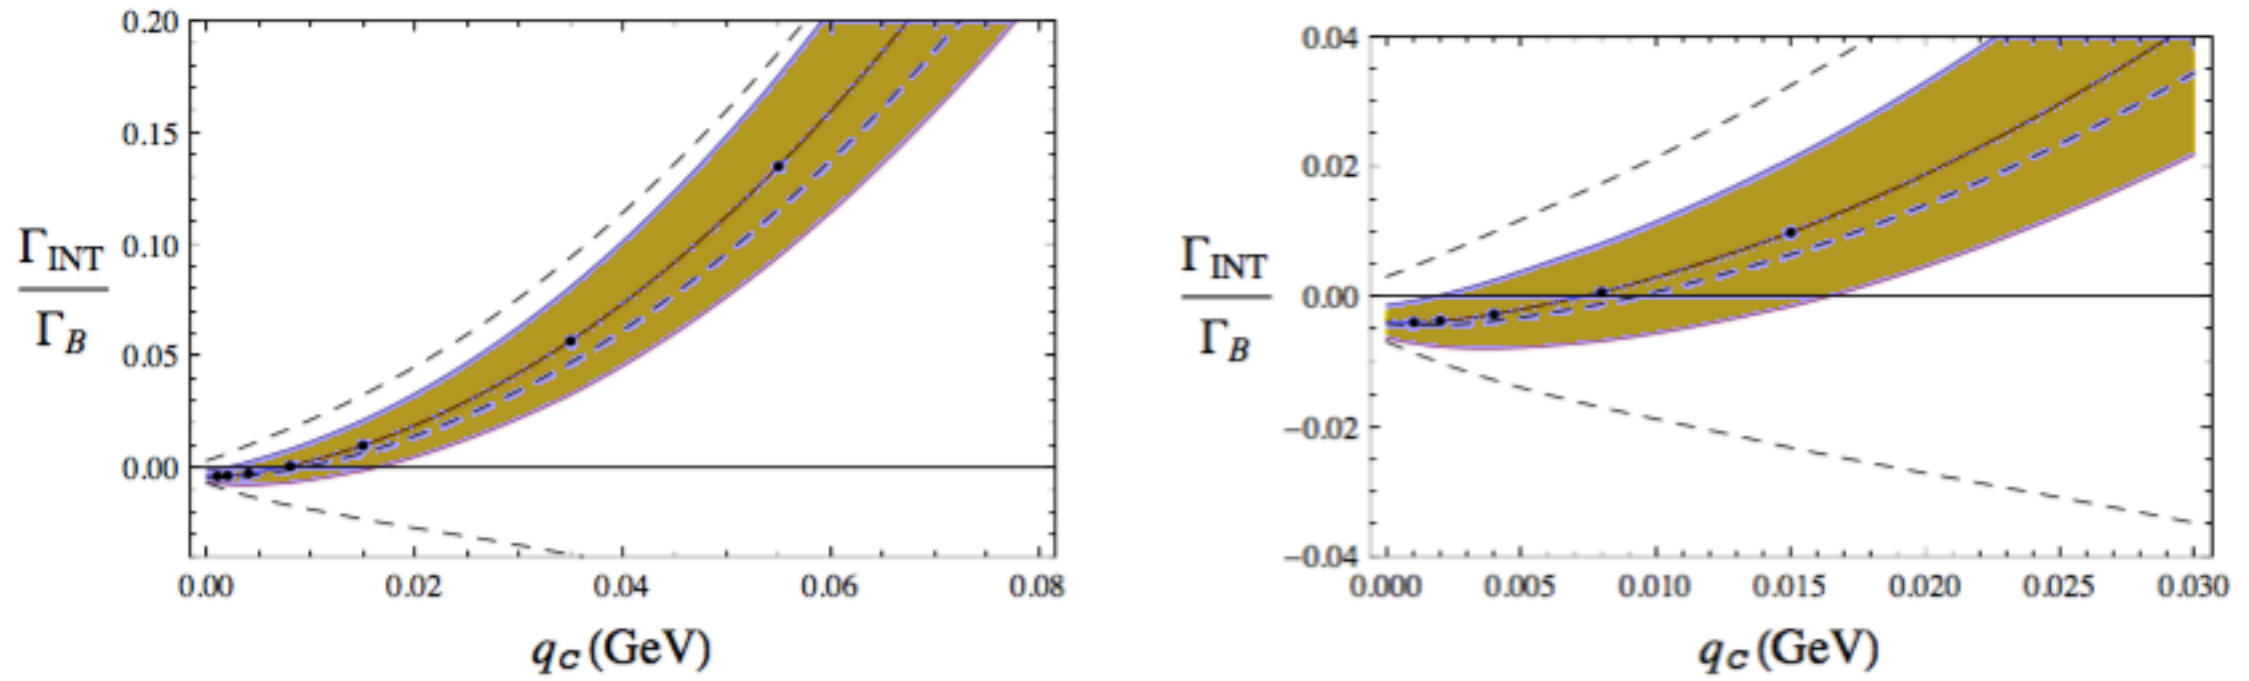 0.20
0.15
0.10
0.05
0.00
Γ_INT
Γ_B
0.00 0.02 0.04 0.06 0.08
q_c (GeV)
0.04
0.02
0.00
−0.02
−0.04
Γ_INT
Γ_B
0.000 0.005 0.010 0.015 0.020 0.025 0.030
q_c (GeV)